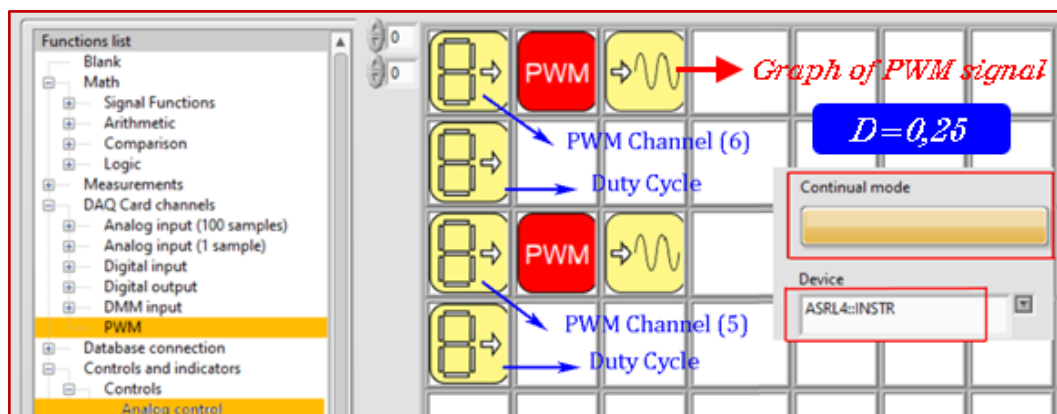 Functions list
Blank
Math
Signal Functions
Arithmetic
Comparison
Logic
Measurements
DAQ Card channels
Analog input (100 samples)
Analog input (1 sample)
Digital input
Digital output
DMM input
PWM
Database connection
Controls and indicators
Controls
Analog control
0
0
PWM
Graph of PWM signal
PWM Channel (6)
D=0,25
Duty Cycle
Continual mode
PWM
Device
ASRL4::INSTR
PWM Channel (5)
Duty Cycle